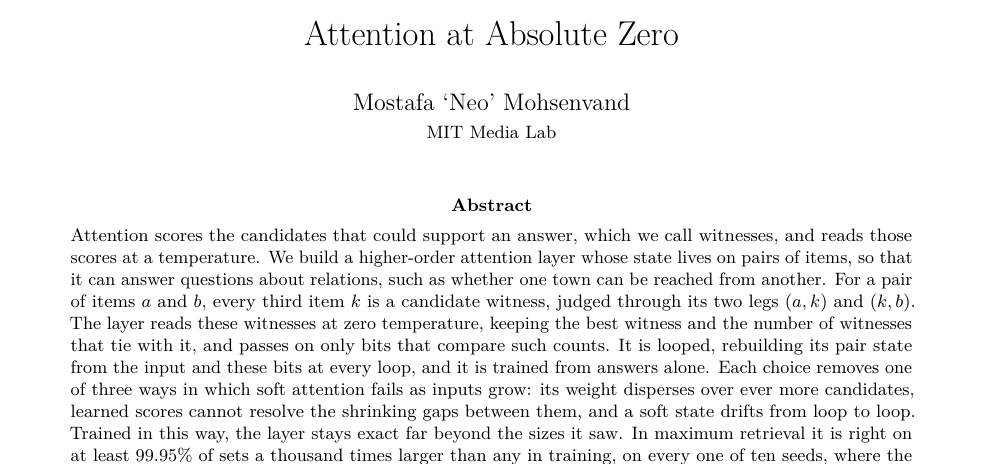 Attention at Absolute Zero
Mostafa ‘Neo’ Mohsenvand
MIT Media Lab
Abstract
Attention scores the candidates that could support an answer, which we call witnesses, and reads those
scores at a temperature. We build a higher-order attention layer whose state lives on pairs of items, so that
it can answer questions about relations, such as whether one town can be reached from another. For a pair
of items a and b, every third item k is a candidate witness, judged through its two legs (a, k) and (k, b).
The layer reads these witnesses at zero temperature, keeping the best witness and the number of witnesses
that tie with it, and passes on only bits that compare such counts. It is looped, rebuilding its pair state
from the input and these bits at every loop, and it is trained from answers alone. Each choice removes one
of three ways in which soft attention fails as inputs grow: its weight disperses over ever more candidates,
learned scores cannot resolve the shrinking gaps between them, and a soft state drifts from loop to loop.
Trained in this way, the layer stays exact far beyond the sizes it saw. In maximum retrieval it is right on
at least 99.95% of sets a thousand times larger than any in training, on every one of ten seeds, where the